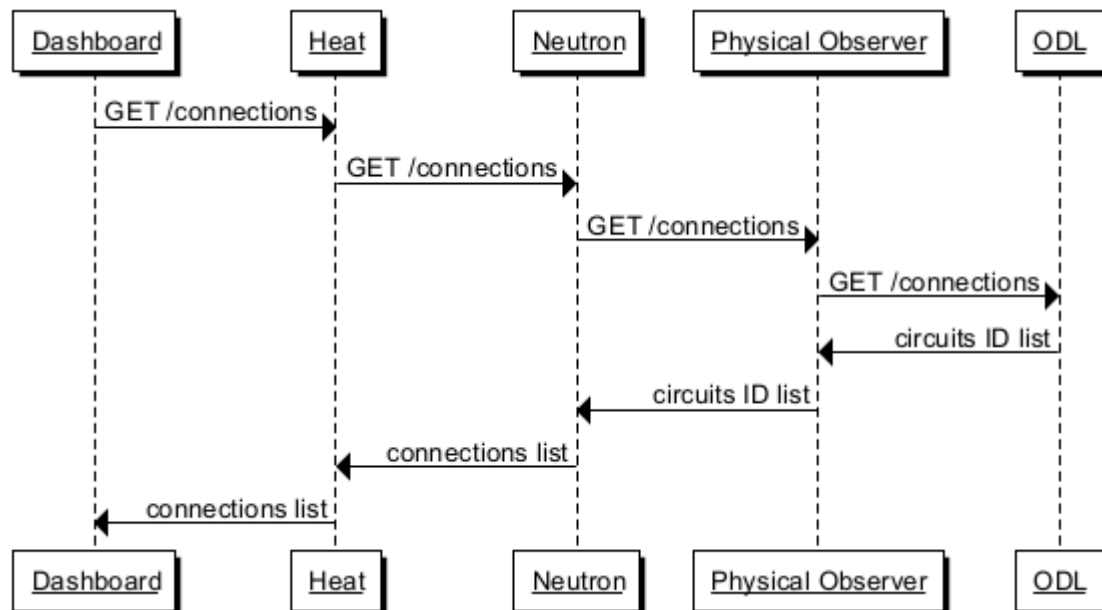 Dashboard
Heat
Neutron
Physical Observer
ODL
GET /connections
GET /connections
GET /connections
GET /connections
circuits ID list
circuits ID list
connections list
connections list
Dashboard
Heat
Neutron
Physical Observer
ODL